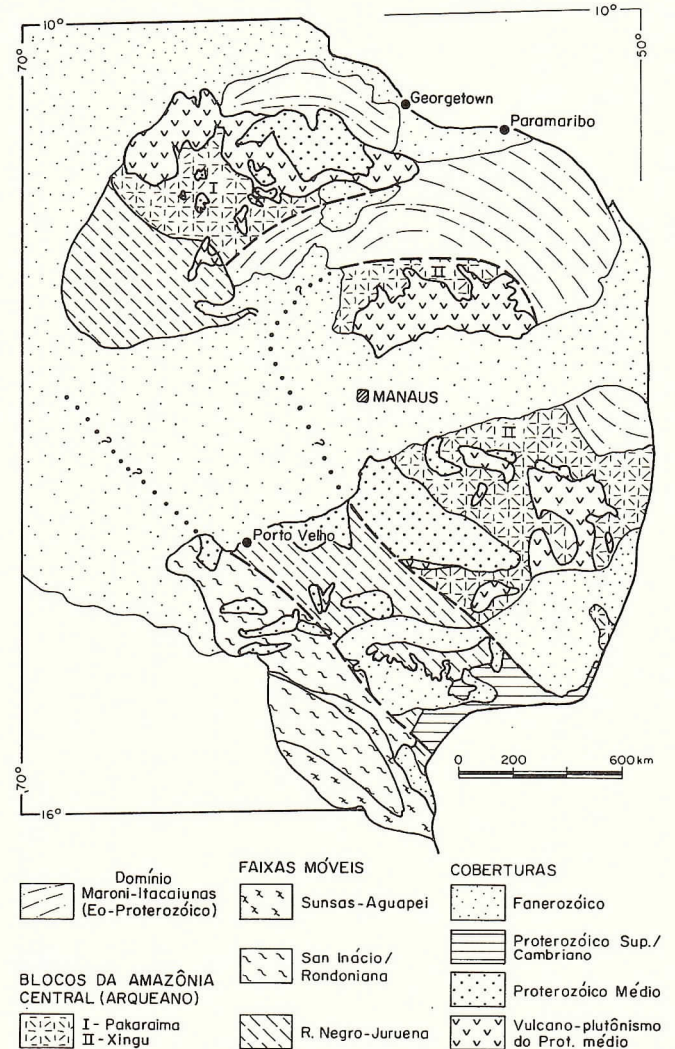 10°
10°
70°
50°
Georgetown
Paramaribo
I
II
?
MANAUS
?
?
II
Porto Velho
0 200 600 km
70°
16°
Domínio
Maroni-Itacaiunas
(Eo-Proterozóico)
BLOCOS DA AMAZÔNIA
CENTRAL (ARQUEANO)
I- Pakaraima
II- Xingu
FAIXAS MÓVEIS
Sunsas-Aguapei
San Inácio/
Rondoniana
R. Negro-Juruena
COBERTURAS
Fanerozóico
Proterozóico Sup./
Cambriano
Proterozóico Médio
Vulcano-plutônismo
do Prot. médio